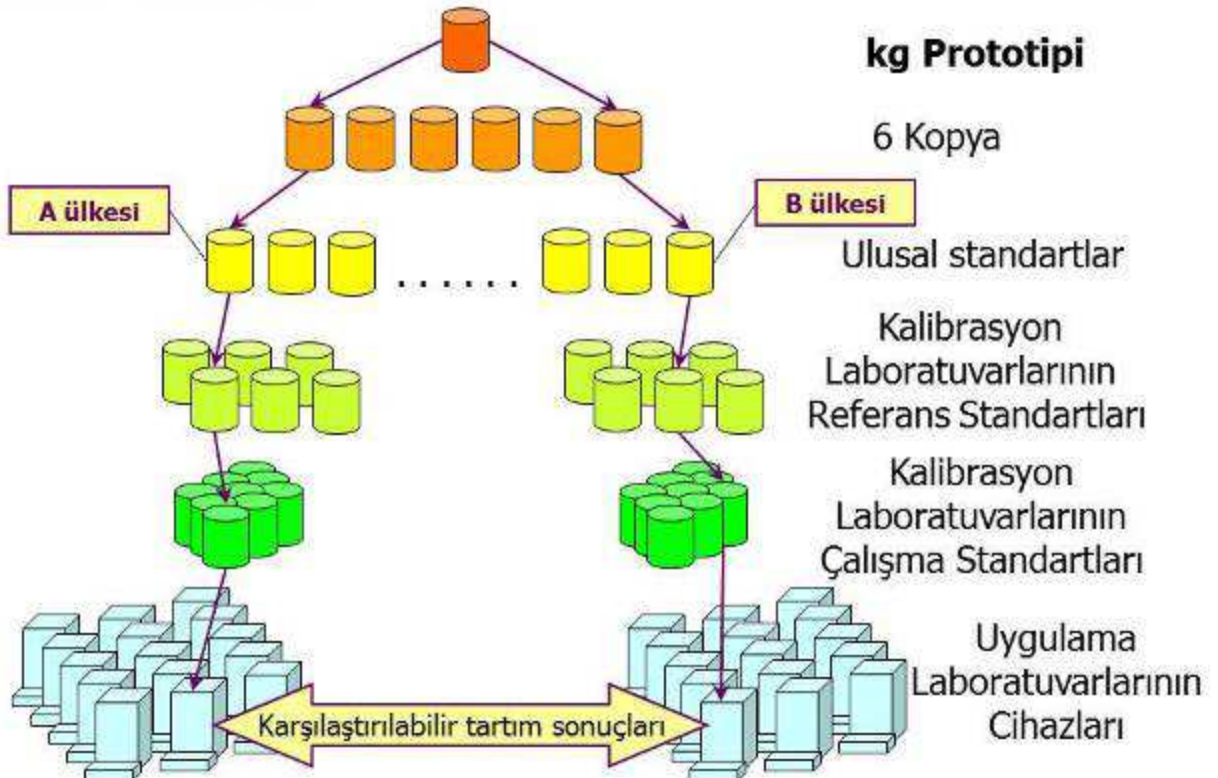 kg Prototipi
6 Kopya
A ülkesi
B ülkesi
Ulusal standartlar
......
Kalibrasyon
Laboratuvarlarının
Referans Standartları
Kalibrasyon
Laboratuvarlarının
Çalışma Standartları
Uygulama
Laboratuvarlarının
Cihazları
Karşılaştırılabilir tartım sonuçları